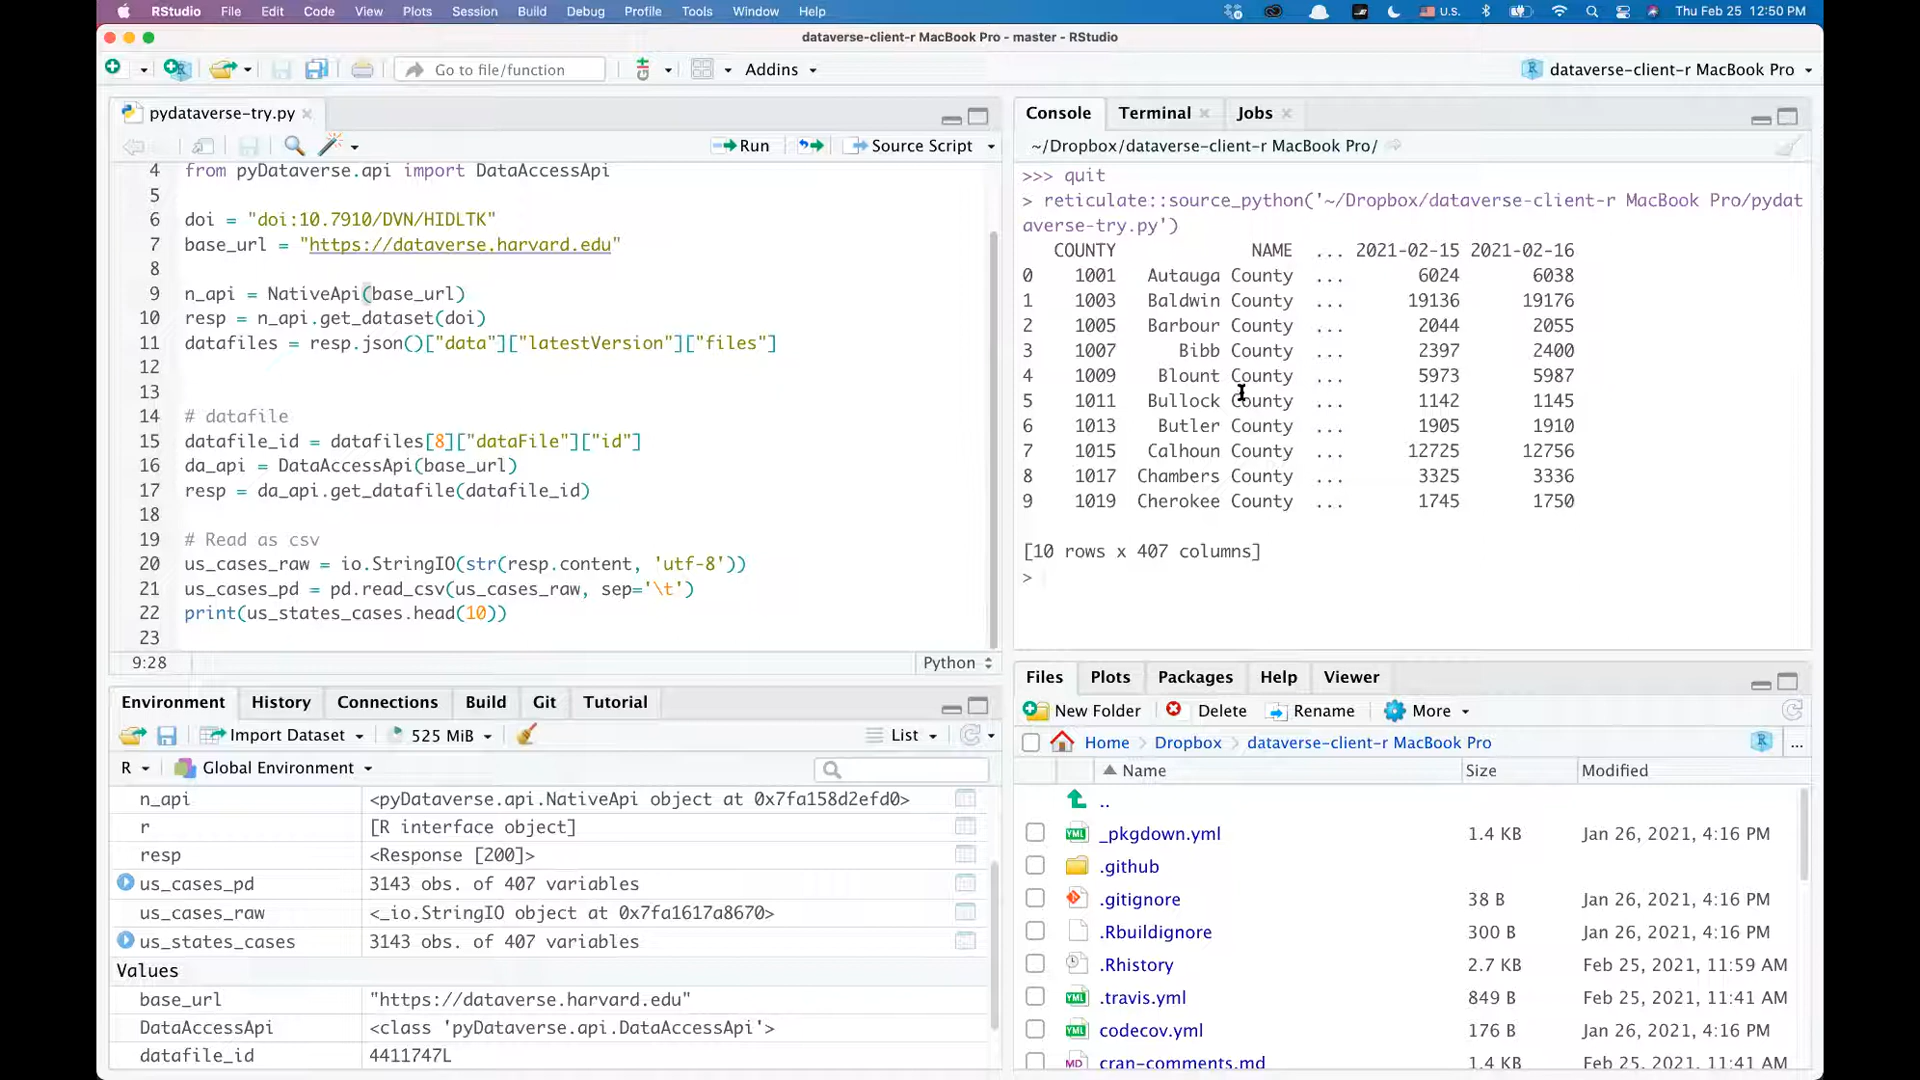 RStudio File Edit Code View Plots Session Build Debug Profile Tools Window Help U.S. Thu Feb 25 12:50 PM
dataverse-client-r MacBook Pro - master - RStudio
Go to file/function Addins dataverse-client-r MacBook Pro
pydataverse-try.py
Run Source Script
4 from pyDataverse.api import DataAccessApi
5
6 doi = "doi:10.7910/DVN/HIDLTK"
7 base_url = "https://dataverse.harvard.edu"
8
9 n_api = NativeApi(base_url)
10 resp = n_api.get_dataset(doi)
11 datafiles = resp.json()["data"]["latestVersion"]["files"]
12
13
14 # datafile
15 datafile_id = datafiles[8]["dataFile"]["id"]
16 da_api = DataAccessApi(base_url)
17 resp = da_api.get_datafile(datafile_id)
18
19 # Read as csv
20 us_cases_raw = io.StringIO(str(resp.content, 'utf-8'))
21 us_cases_pd = pd.read_csv(us_cases_raw, sep='\t')
22 print(us_states_cases.head(10))
23
9:28 Python
Console Terminal Jobs
~/Dropbox/dataverse-client-r MacBook Pro/
>>> quit
> reticulate::source_python('~/Dropbox/dataverse-client-r MacBook Pro/pydat
averse-try.py')
COUNTY NAME ... 2021-02-15 2021-02-16
0 1001 Autauga County ... 6024 6038
1 1003 Baldwin County ... 19136 19176
2 1005 Barbour County ... 2044 2055
3 1007 Bibb County ... 2397 2400
4 1009 Blount County ... 5973 5987
5 1011 Bullock County ... 1142 1145
6 1013 Butler County ... 1905 1910
7 1015 Calhoun County ... 12725 12756
8 1017 Chambers County ... 3325 3336
9 1019 Cherokee County ... 1745 1750
[10 rows x 407 columns]
>
Environment History Connections Build Git Tutorial
Import Dataset 525 MiB List
R Global Environment
n_api <pyDataverse.api.NativeApi object at 0x7fa158d2efd0>
r [R interface object]
resp <Response [200]>
us_cases_pd 3143 obs. of 407 variables
us_cases_raw <_io.StringIO object at 0x7fa1617a8670>
us_states_cases 3143 obs. of 407 variables
Values
base_url "https://dataverse.harvard.edu"
DataAccessApi <class 'pyDataverse.api.DataAccessApi'>
datafile_id 4411747L
Files Plots Packages Help Viewer
New Folder Delete Rename More
Home Dropbox dataverse-client-r MacBook Pro ...
Name Size Modified
..
_pkgdown.yml 1.4 KB Jan 26, 2021, 4:16 PM
.github
.gitignore 38 B Jan 26, 2021, 4:16 PM
.Rbuildignore 300 B Jan 26, 2021, 4:16 PM
.Rhistory 2.7 KB Feb 25, 2021, 11:59 AM
.travis.yml 849 B Feb 25, 2021, 11:41 AM
codecov.yml 176 B Jan 26, 2021, 4:16 PM
cran-comments.md 1.4 KB Feb 25, 2021, 11:41 AM